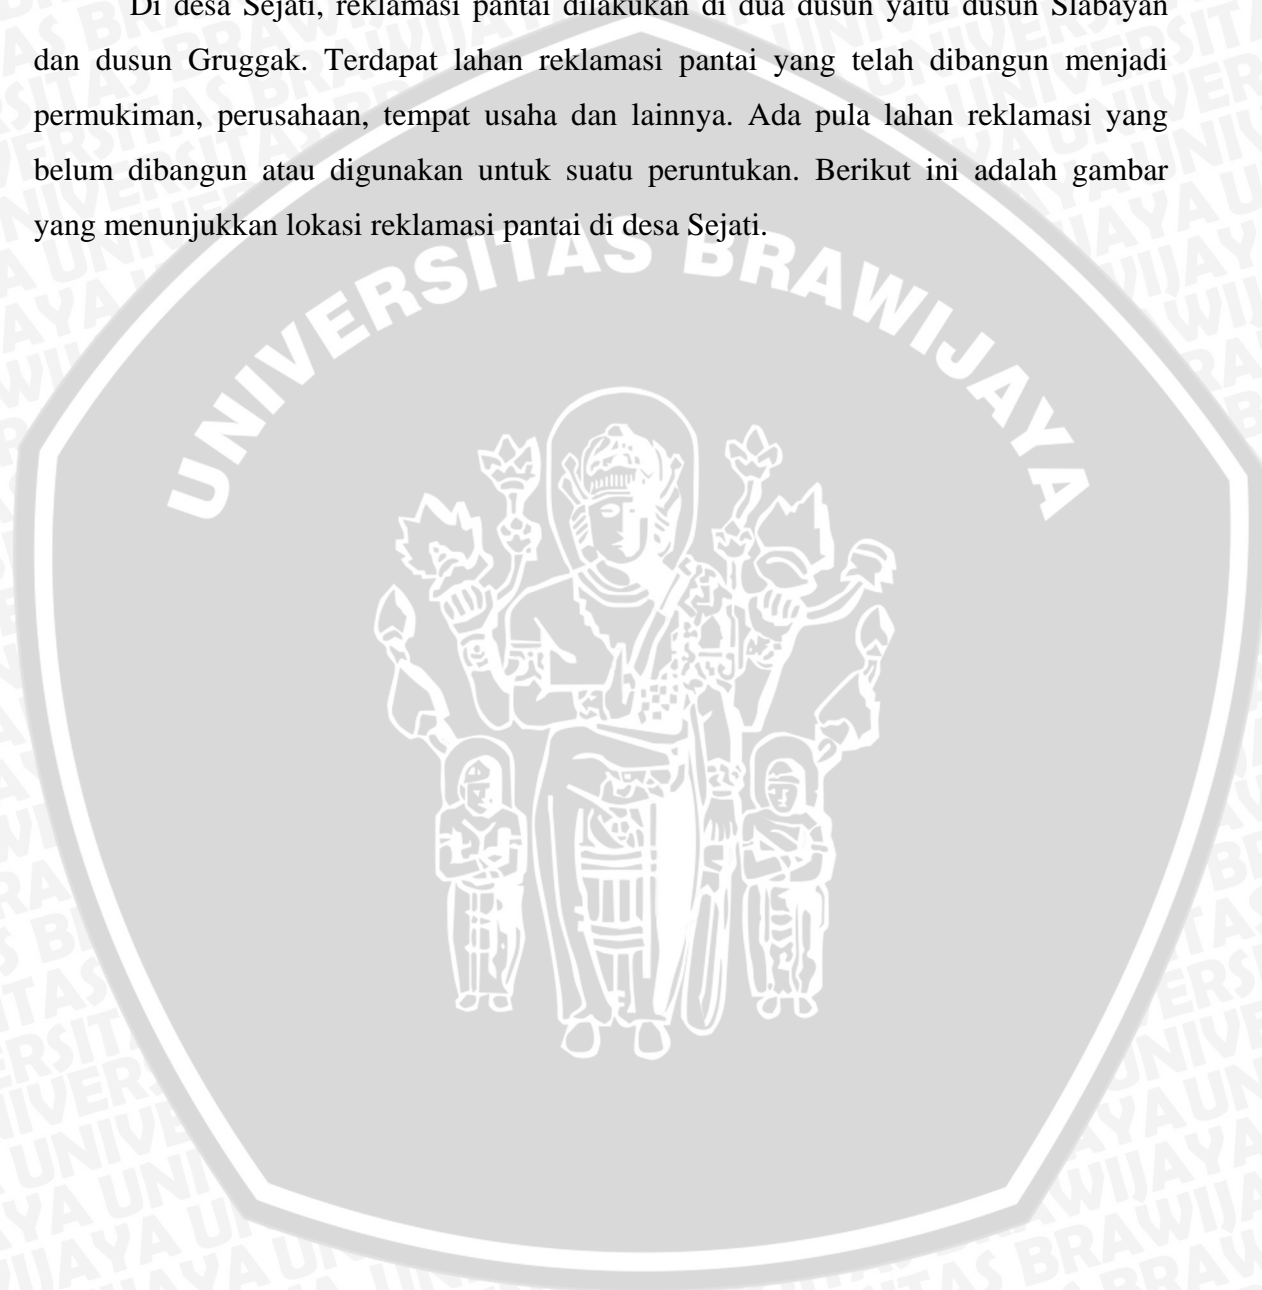 Di desa Sejati, reklamasi pantai dilakukan di dua dusun yaitu dusun Slabayan
dan dusun Gruggak. Terdapat lahan reklamasi pantai yang telah dibangun menjadi
permukiman, perusahaan, tempat usaha dan lainnya. Ada pula lahan reklamasi yang
belum dibangun atau digunakan untuk suatu peruntukan. Berikut ini adalah gambar
yang menunjukkan lokasi reklamasi pantai di desa Sejati.
UNIVERSITAS BRAWIJAYA